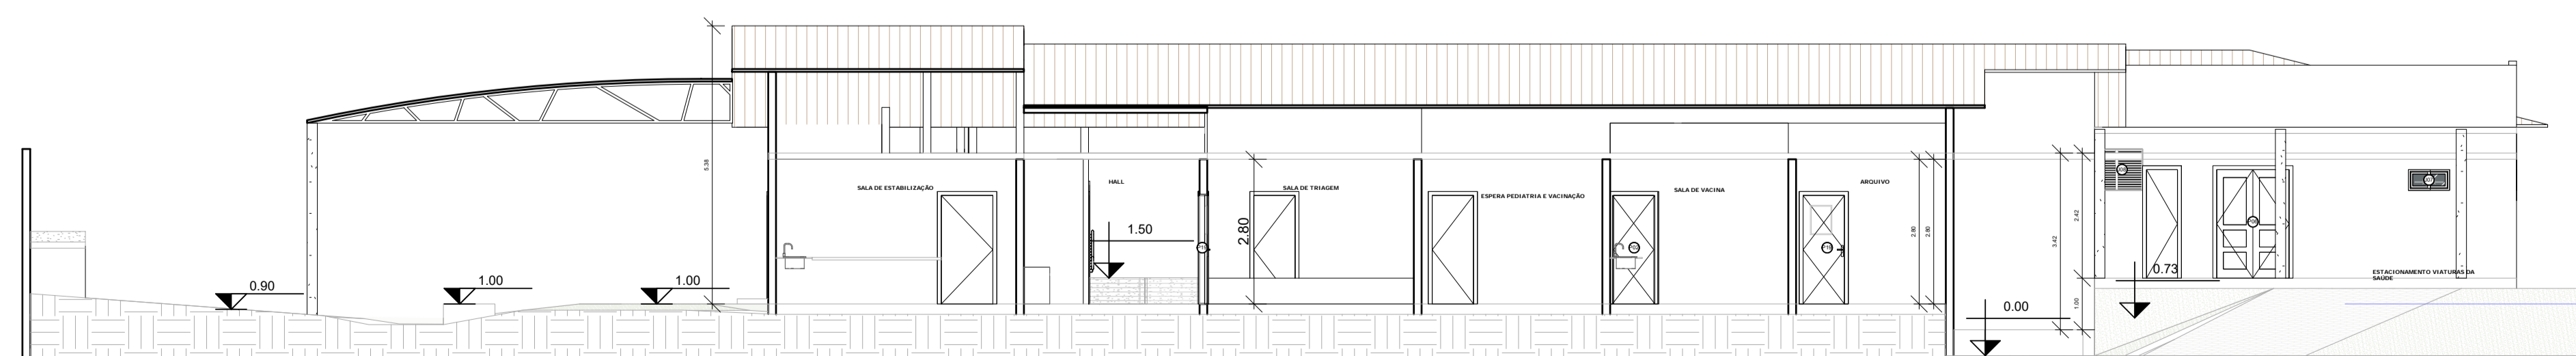 5.38
SALA DE ESTABILIZAÇÃO
HALL
SALA DE TRIAGEM
ESPERA PEDIATRIA E VACINAÇÃO
SALA DE VACINA
ARQUIVO
1.50
2.80
2.80
2.80
3.42
2.42
1.00
0.90
1.00
1.00
0.00
0.73
ESTACIONAMENTO VIATURAS DA
SAÚDE